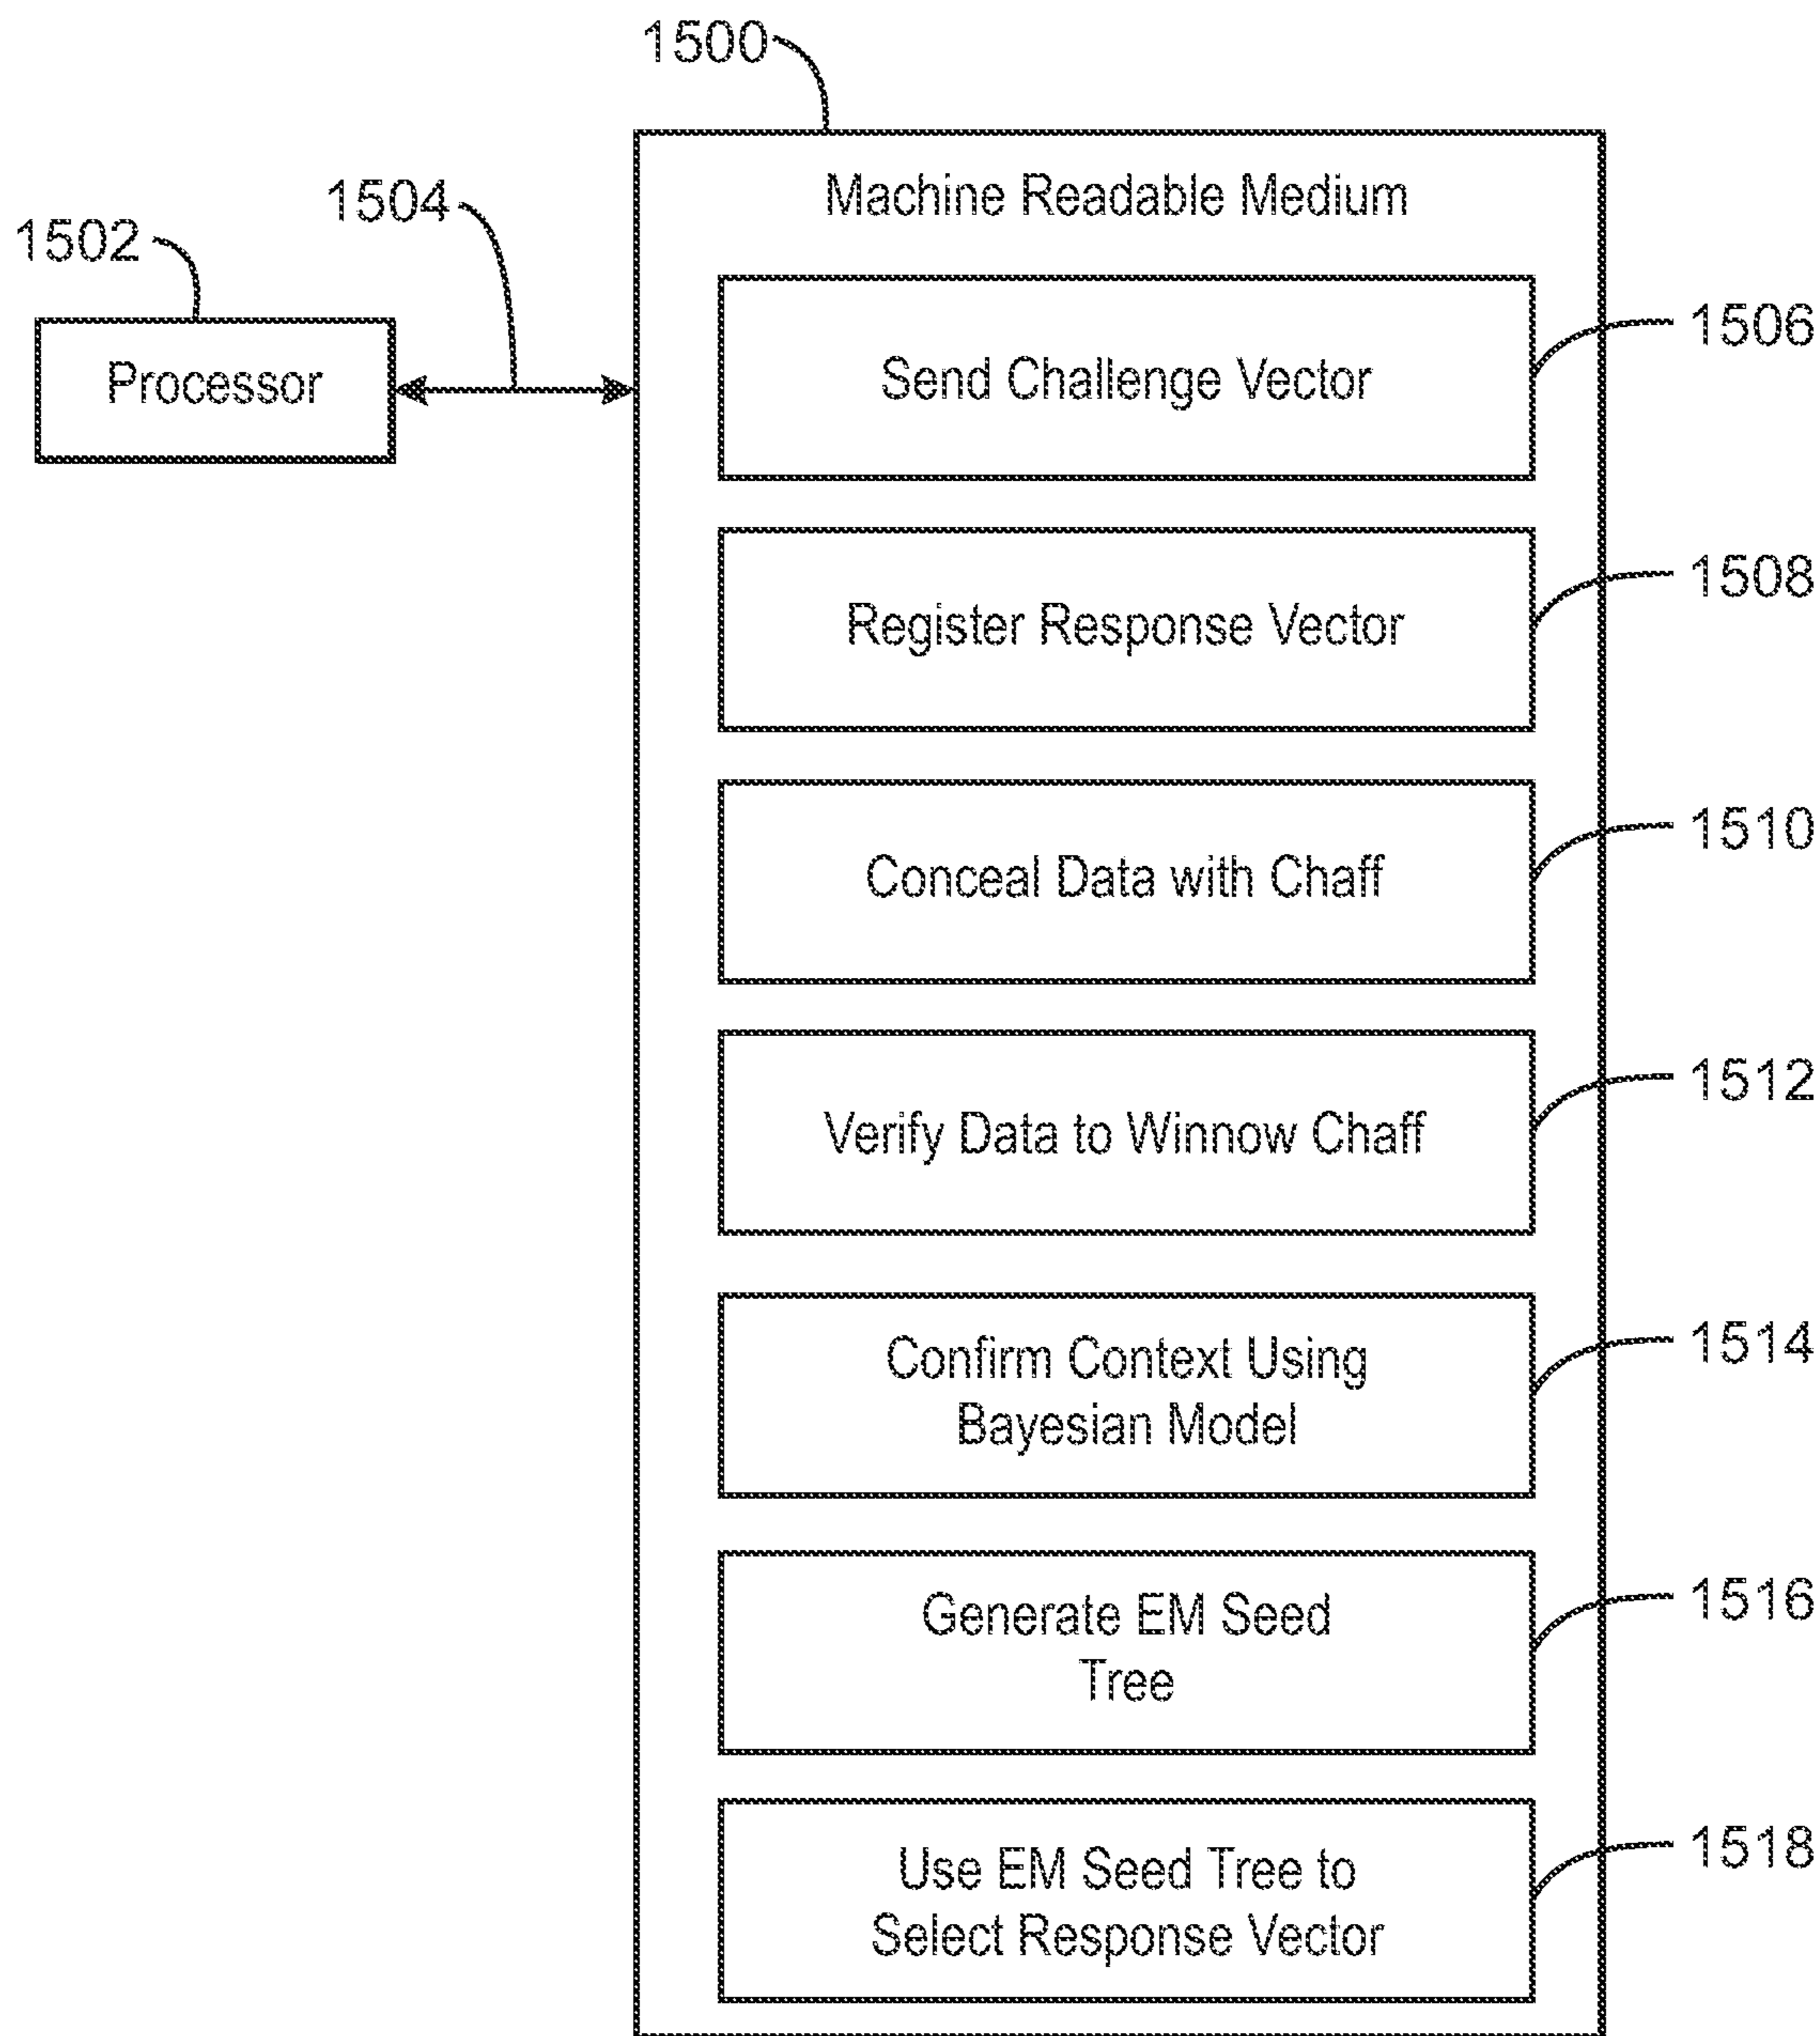 1500
1504
1502
Machine Readable Medium
Processor
Send Challenge Vector
1506
Register Response Vector
1508
Conceal Data with Chaff
1510
Verify Data to Winnow Chaff
1512
Confirm Context Using
Bayesian Model
1514
Generate EM Seed
Tree
1516
Use EM Seed Tree to
Select Response Vector
1518